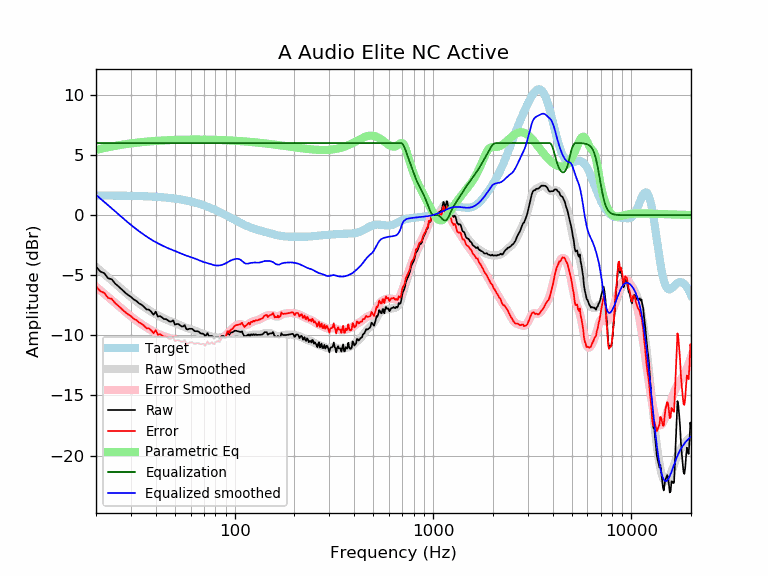 A Audio Elite NC Active
Amplitude (dBr)
10
5
0
−5
−10
−15
−20
Target
Raw Smoothed
Error Smoothed
Raw
Error
Parametric Eq
Equalization
Equalized smoothed
100
1000
10000
Frequency (Hz)